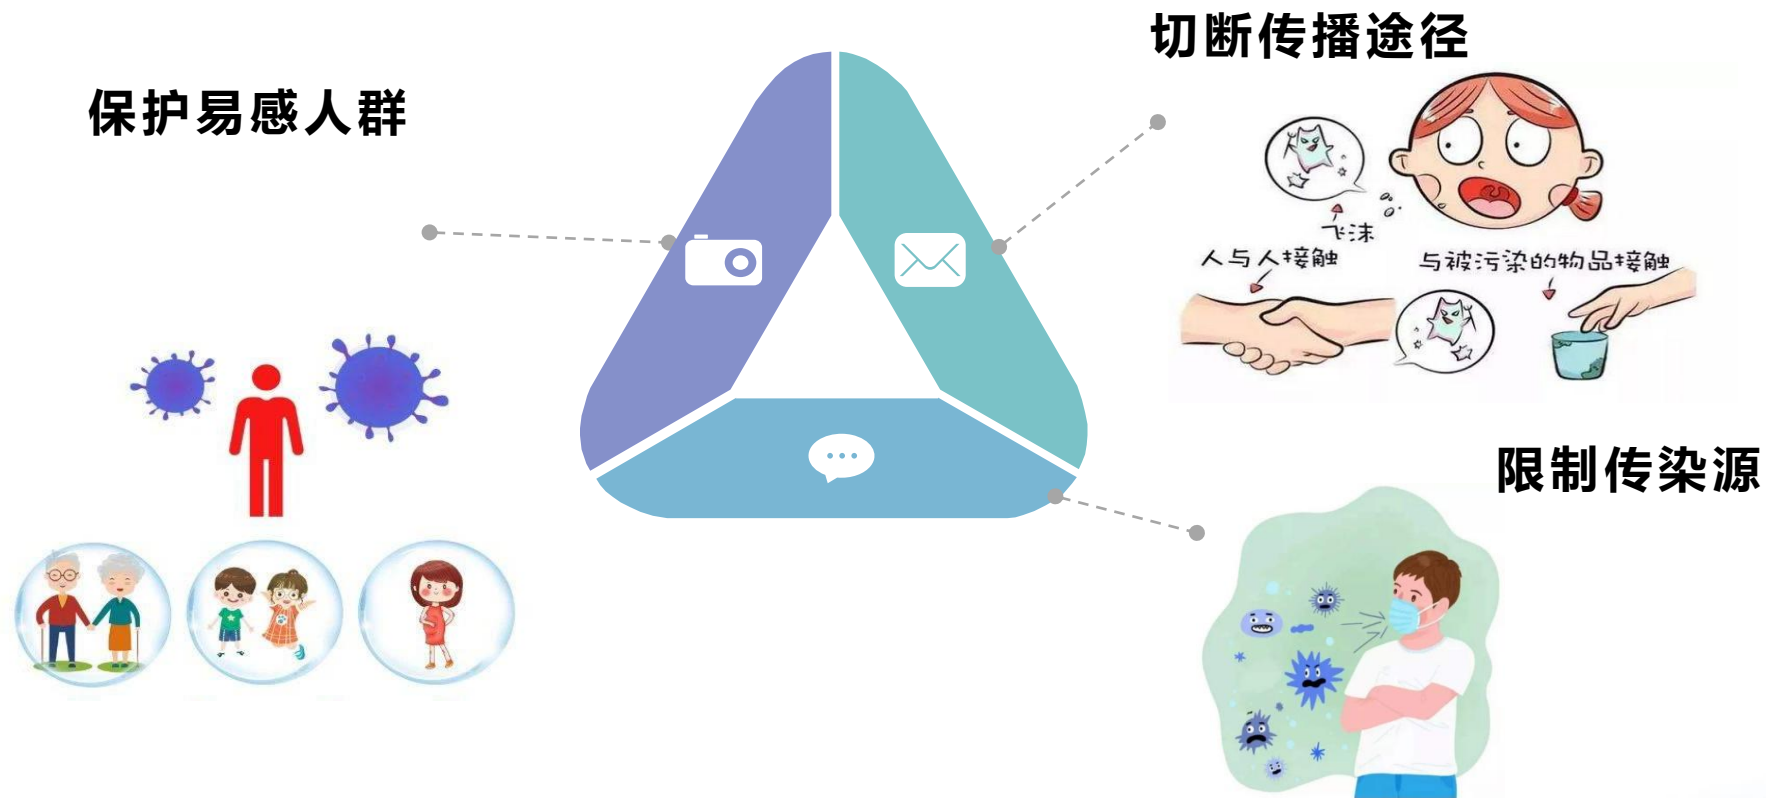 切断传播途径
保护易感人群
飞沫
人与人接触
与被污染的物品接触
限制传染源